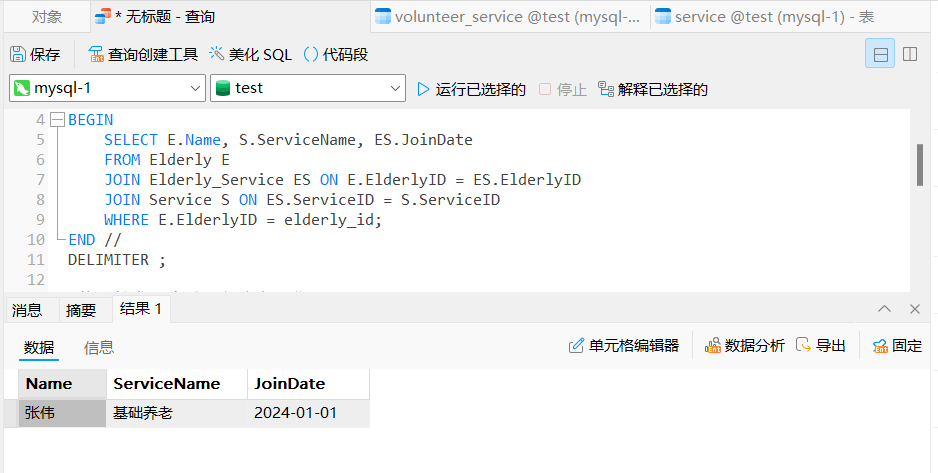 对象 * 无标题 - 查询 volunteer_service @test (mysql-... service @test (mysql-1) - 表
保存 查询创建工具 美化 SQL () 代码段
mysql-1 test 运行已选择的 停止 解释已选择的
4 BEGIN
5 SELECT E.Name, S.ServiceName, ES.JoinDate
6 FROM Elderly E
7 JOIN Elderly_Service ES ON E.ElderlyID = ES.ElderlyID
8 JOIN Service S ON ES.ServiceID = S.ServiceID
9 WHERE E.ElderlyID = elderly_id;
10 END //
11 DELIMITER ;
12
消息 摘要 结果 1
数据 信息 单元格编辑器 数据分析 导出 固定
Name ServiceName JoinDate
张伟 基础养老 2024-01-01